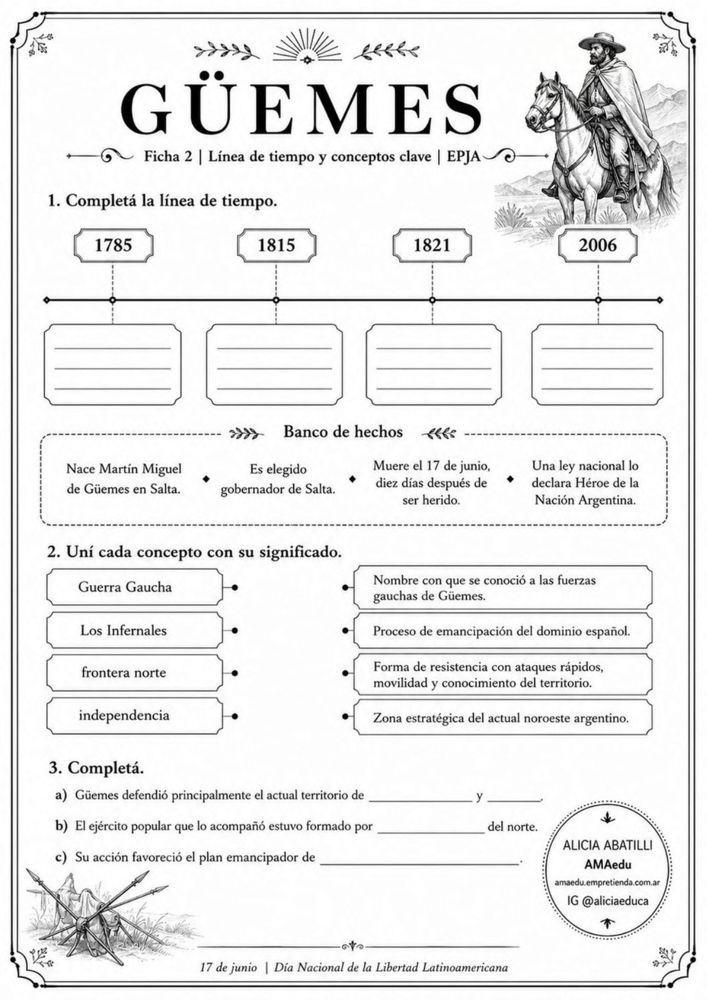 GÜEMES
Ficha 2 | Línea de tiempo y conceptos clave | EPJA
1. Completá la línea de tiempo.
1785
1815
1821
2006
Banco de hechos
Nace Martín Miguel
de Güemes en Salta.
Es elegido
gobernador de Salta.
Muere el 17 de junio,
diez días después de
ser herido.
Una ley nacional lo
declara Héroe de la
Nación Argentina.
2. Uní cada concepto con su significado.
Guerra Gaucha
Los Infernales
frontera norte
independencia
Nombre con que se conoció a las fuerzas
gauchas de Güemes.
Proceso de emancipación del dominio español.
Forma de resistencia con ataques rápidos,
movilidad y conocimiento del territorio.
Zona estratégica del actual noroeste argentino.
3. Completá.
a) Güemes defendió principalmente el actual territorio de ____________ y ________.
b) El ejército popular que lo acompañó estuvo formado por ____________ del norte.
c) Su acción favoreció el plan emancipador de ________________________.
ALICIA ABATILLI
AMAedu
amaedu.empretienda.com.ar
IG @aliciaeduca
17 de junio | Día Nacional de la Libertad Latinoamericana